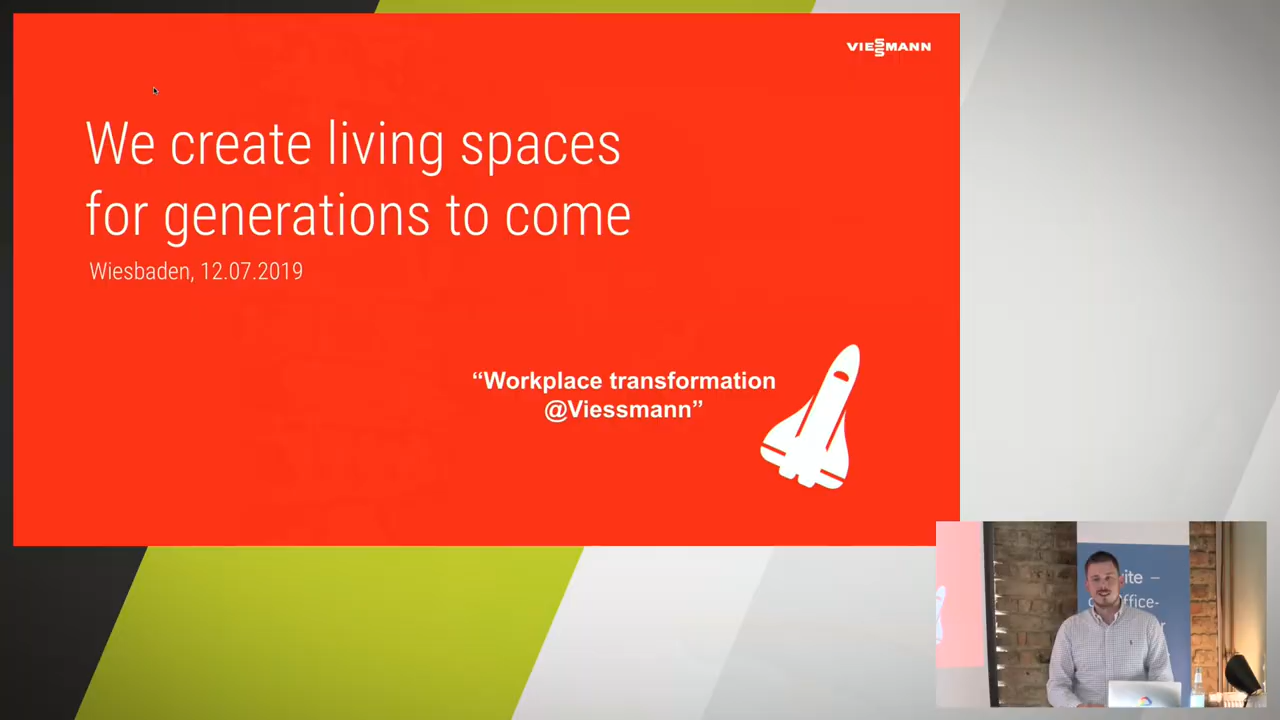 VIESSMANN
We create living spaces
for generations to come
Wiesbaden, 12.07.2019
“Workplace transformation
@Viessmann”